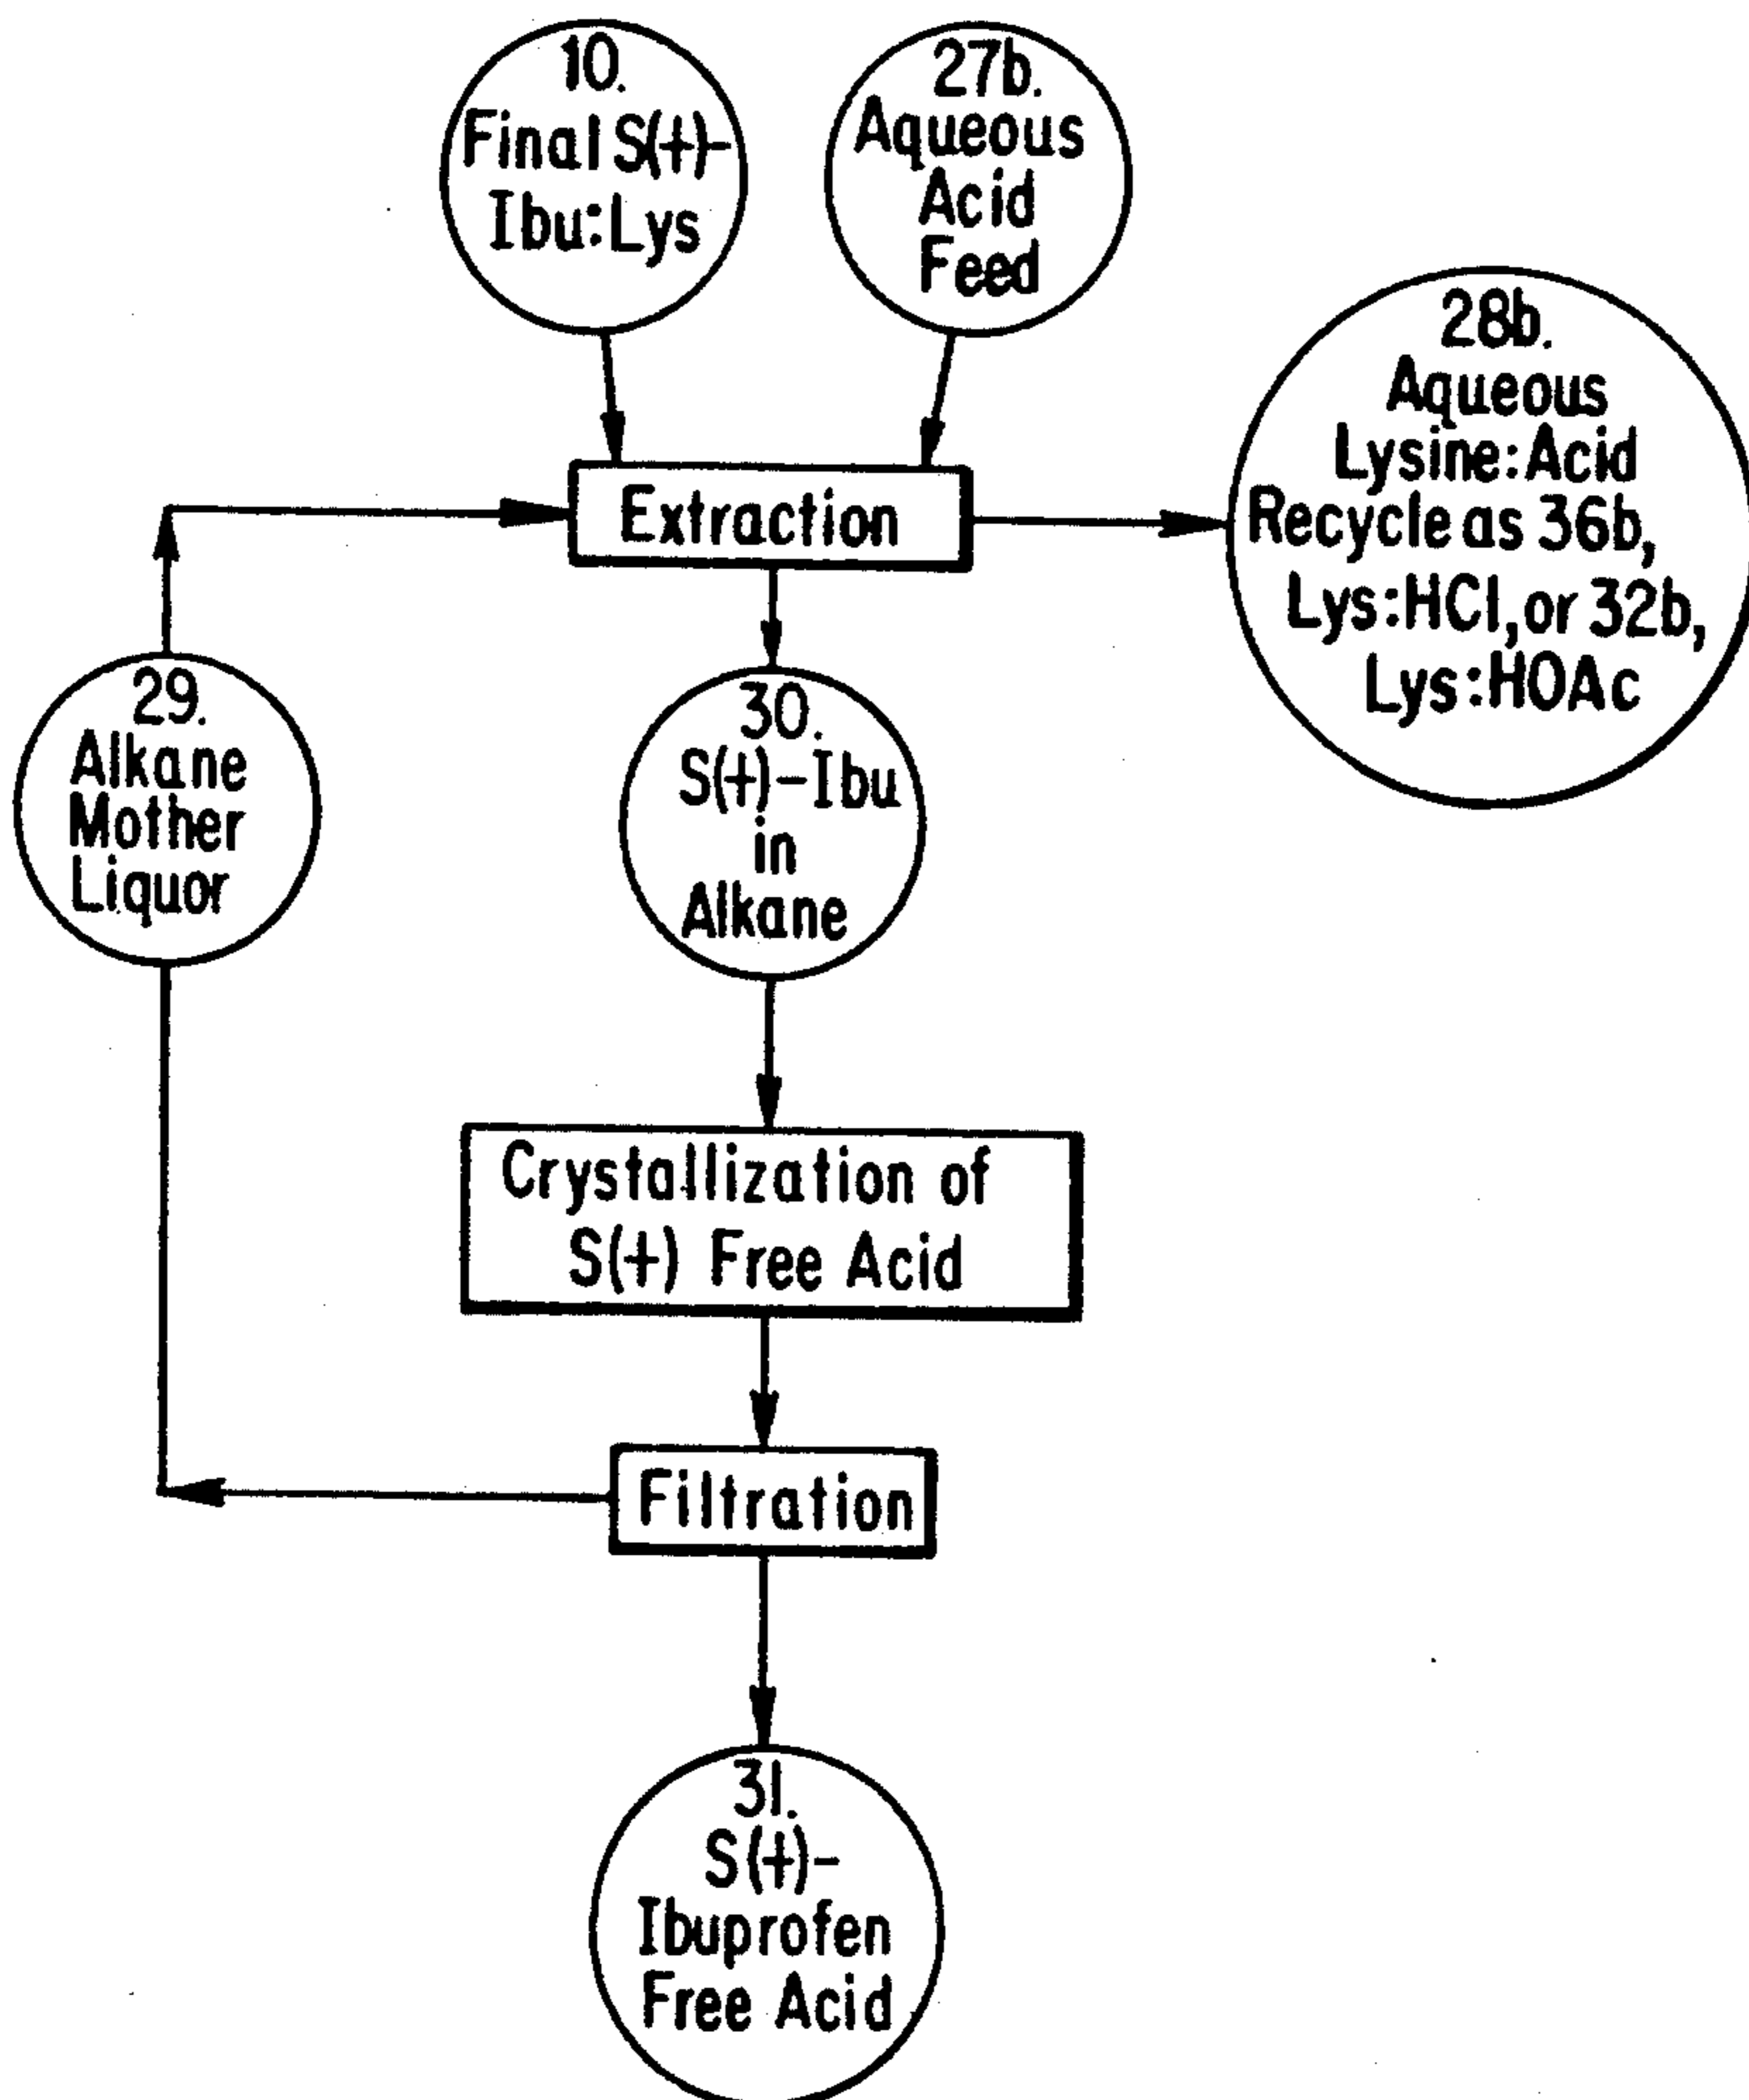 10.
Final S(+)-
Ibu:Lys
27b.
Aqueous
Acid
Feed
28b.
Aqueous
Lysine:Acid
Recycle as 36b,
Lys:HCl, or 32b,
Lys:HOAc
Extraction
29.
Alkane
Mother
Liquor
30.
S(+)-Ibu
in
Alkane
Crystallization of
S(+) Free Acid
Filtration
31.
S(+)-
Ibuprofen
Free Acid